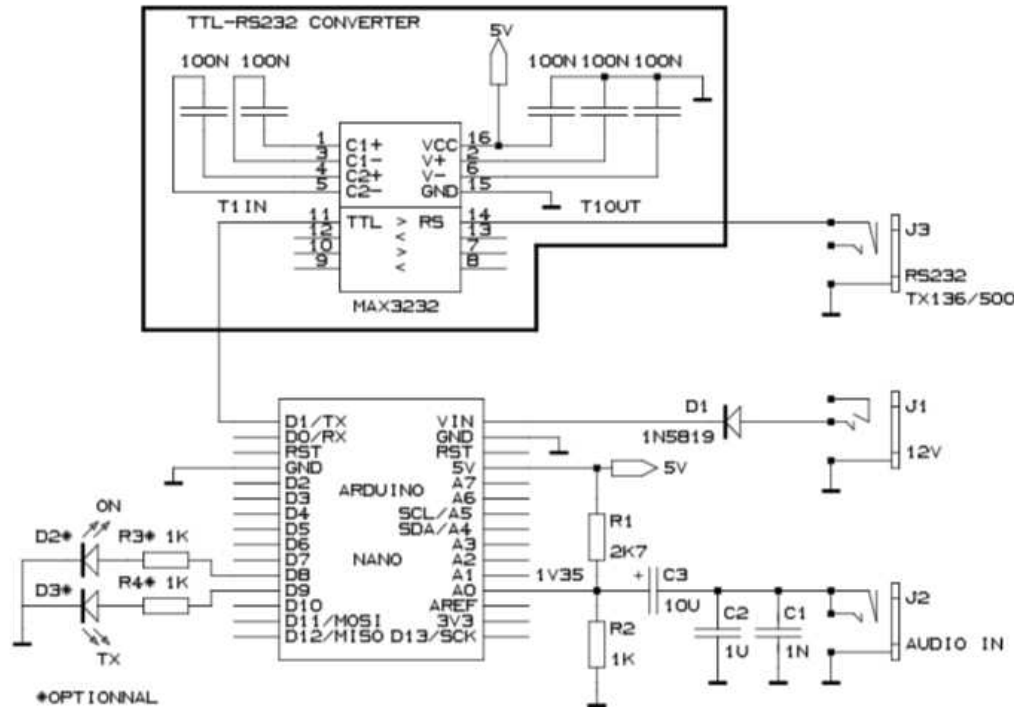 TTL-RS232 CONVERTER
5V
100N 100N
100N 100N 100N
1 C1+ VCC 16
3 C1- V+ 2
4 C2+ V- 6
5 C2- GND 15
T1IN 11 TTL > RS 14 T1OUT
12 < 13
10 > 7
9 < 8
MAX3232
J3
RS232
TX136/500
D1/TX
D0/RX
RST
GND
D2
D3
D4
D5
D6
D7
D8
D9
D10
D11/MOSI
D12/MISO
ARDUINO
NANO
VIN
GND
RST
5V
A7
A6
SCL/A5
SDA/A4
A3
A2
A1
A0
AREF
3V3
D13/SCK
D1
1N5819
J1
12V
5V
R1
2K7
1V35
+ C3
10U
R2
1K
C2
1U
C1
1N
J2
AUDIO IN
ON
D2* R3* 1K
D3* R4* 1K
TX
*OPTIONNAL